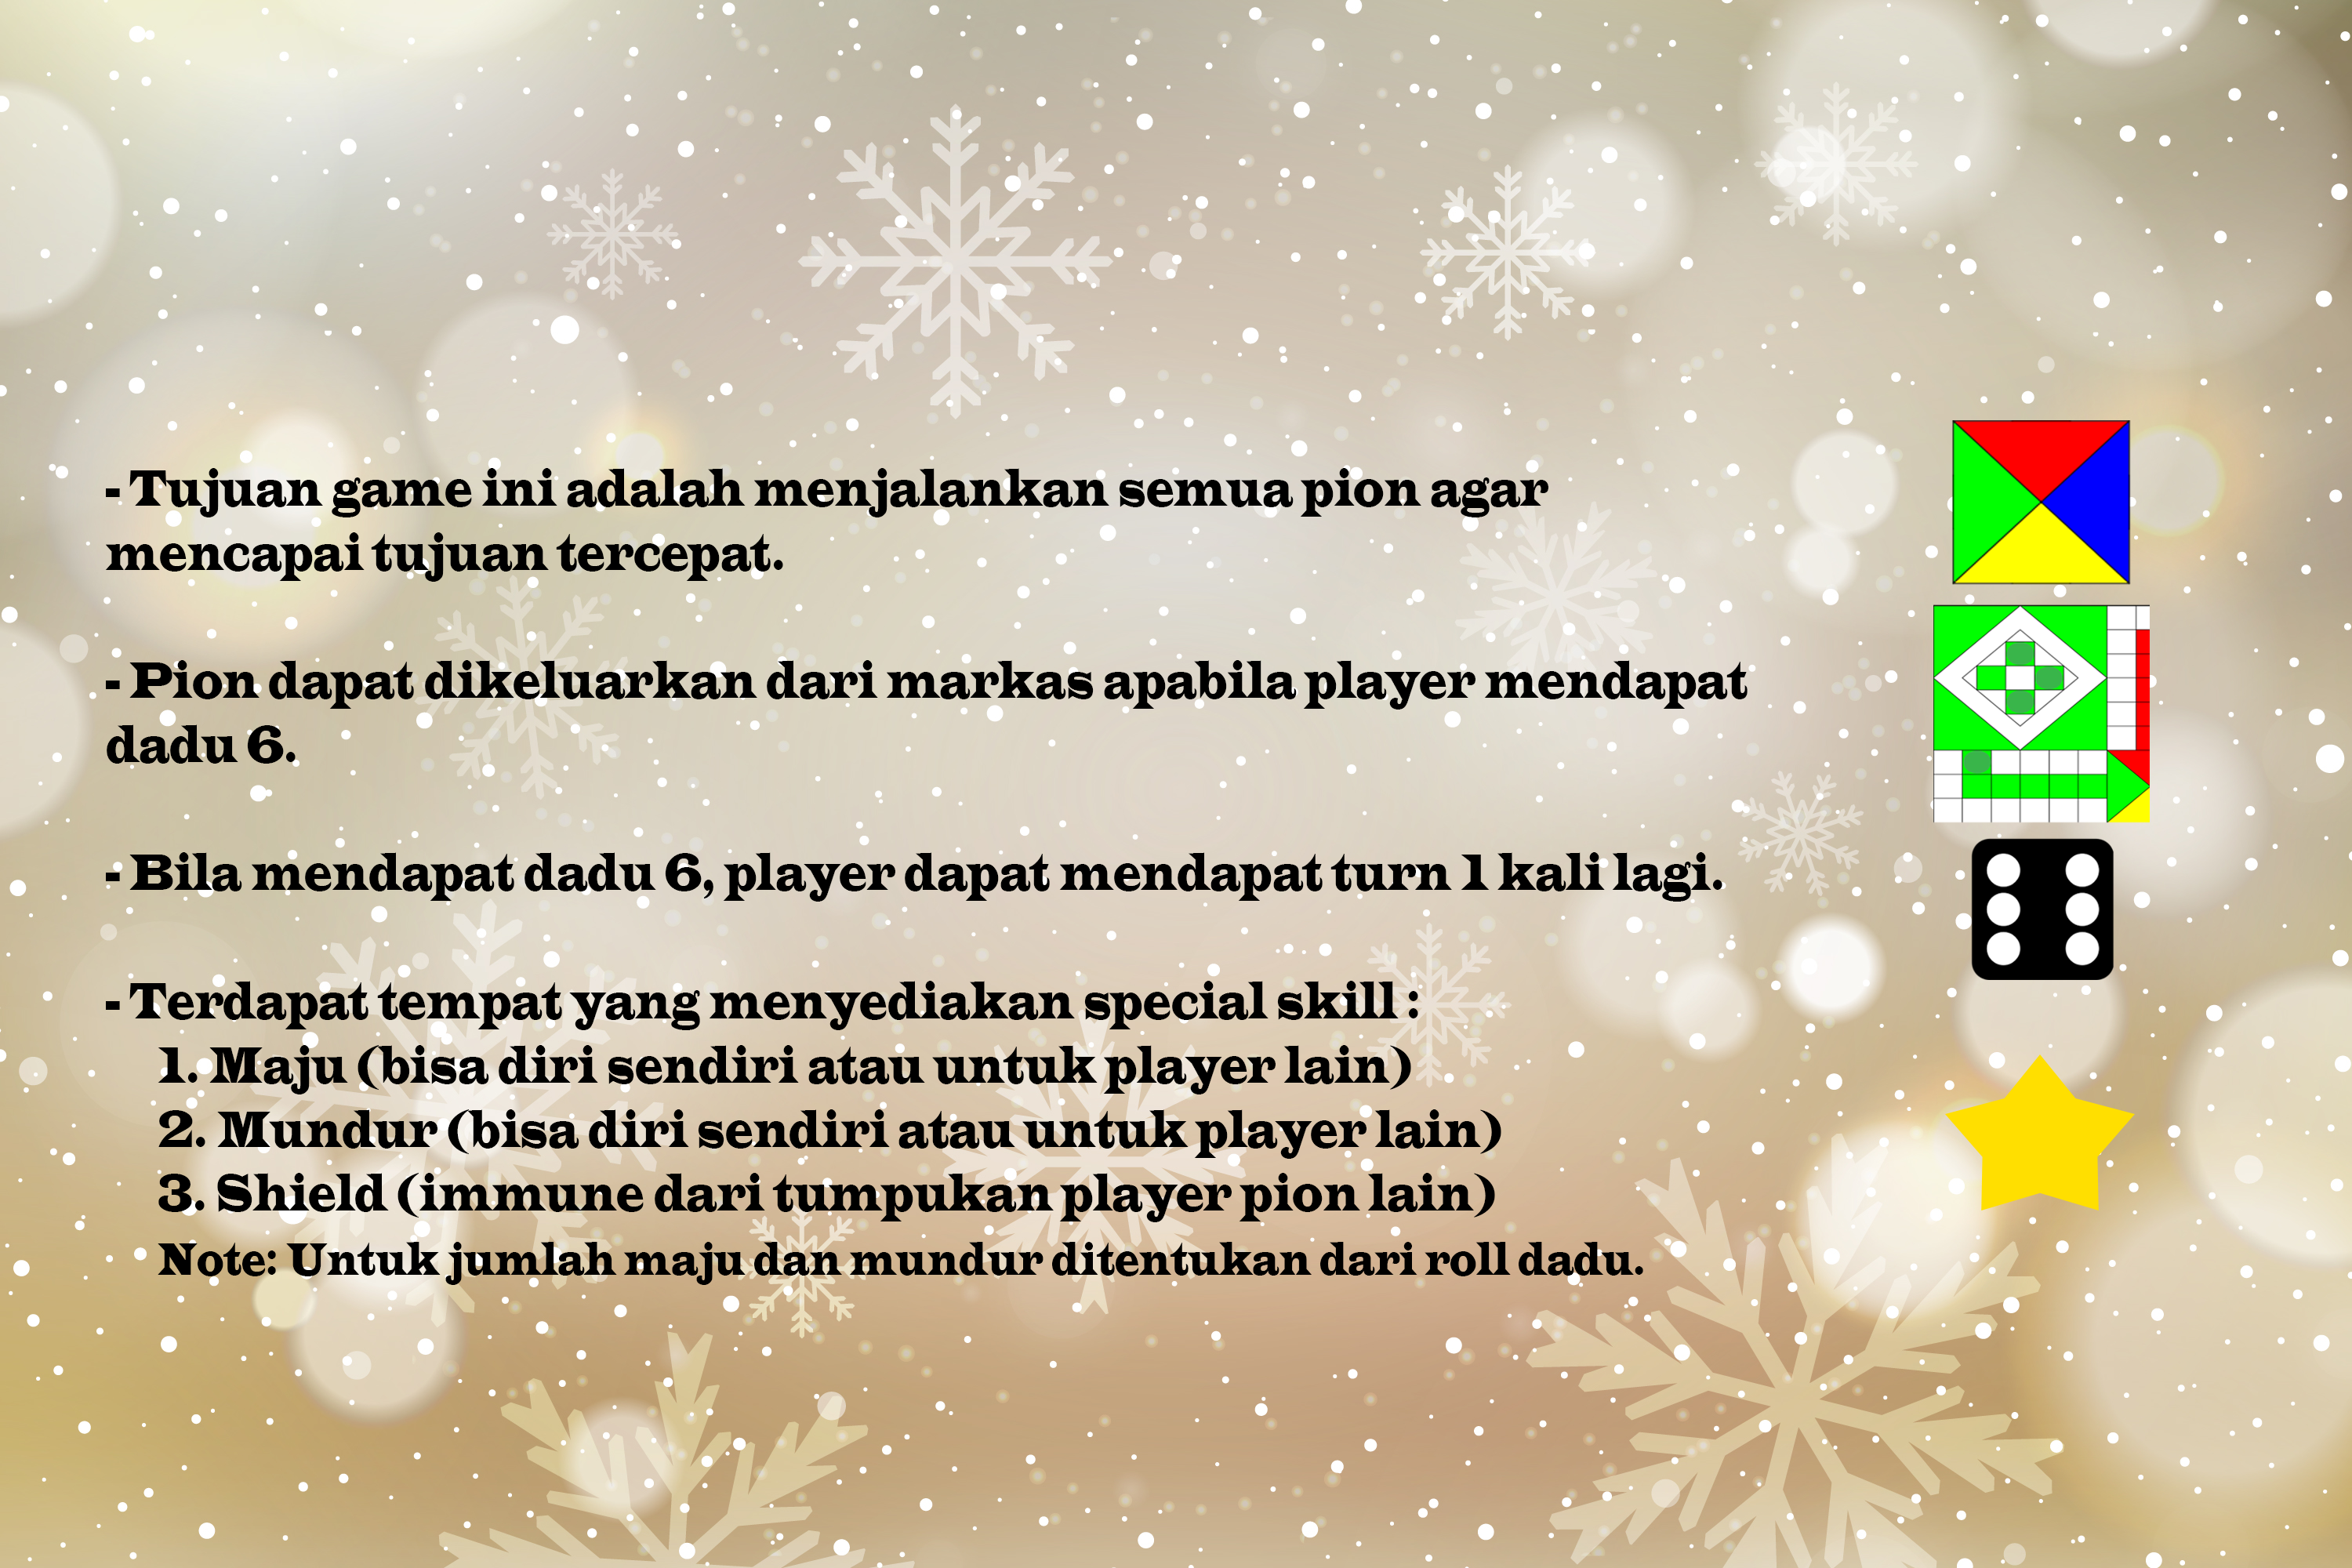 - Tujuan game ini adalah menjalankan semua pion agar
mencapai tujuan tercepat.
- Pion dapat dikeluarkan dari markas apabila player mendapat
dadu 6.
- Bila mendapat dadu 6, player dapat mendapat turn 1 kali lagi.
- Terdapat tempat yang menyediakan special skill :
1. Maju (bisa diri sendiri atau untuk player lain)
2. Mundur (bisa diri sendiri atau untuk player lain)
3. Shield (immune dari tumpukan player pion lain)
Note: Untuk jumlah maju dan mundur ditentukan dari roll dadu.